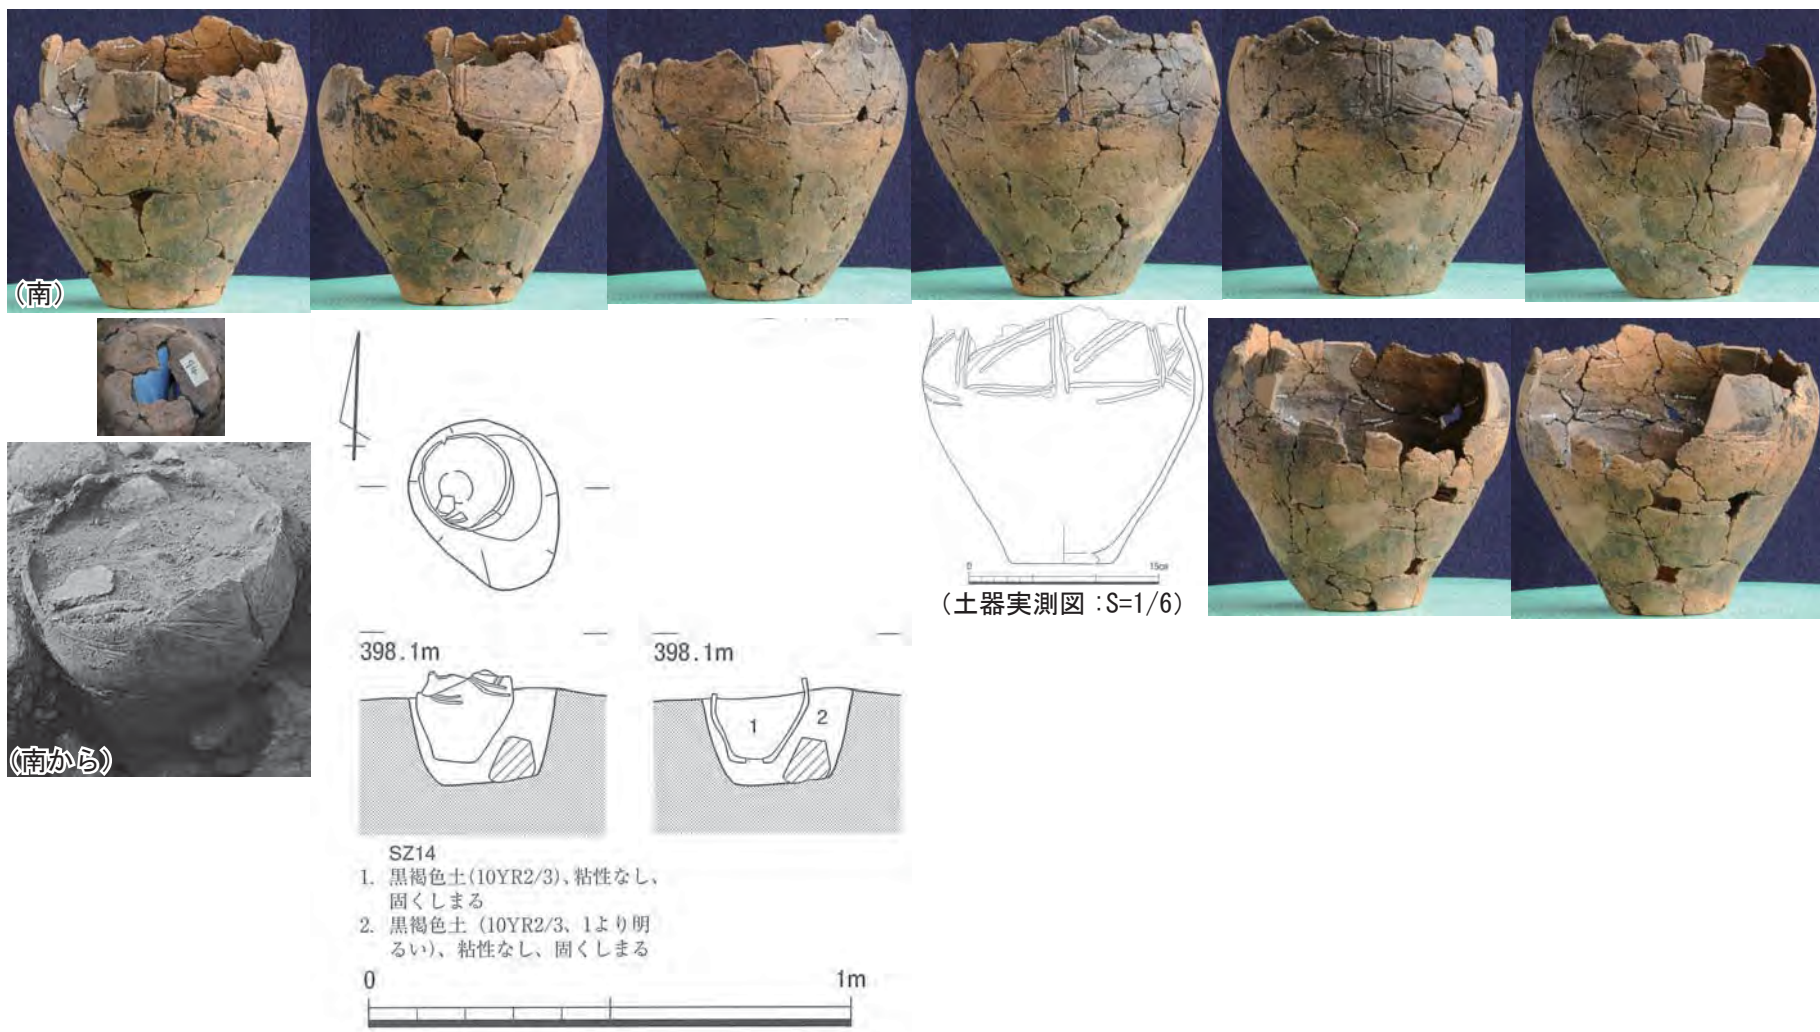 (南)
(南から)
0 15cm
(土器実測図:S=1/6)
398.1m
398.1m
1
2
SZ14
1. 黒褐色土(10YR2/3)、粘性なし、
固くしまる
2. 黒褐色土 (10YR2/3、1より明
るい)、粘性なし、固くしまる
0 1m